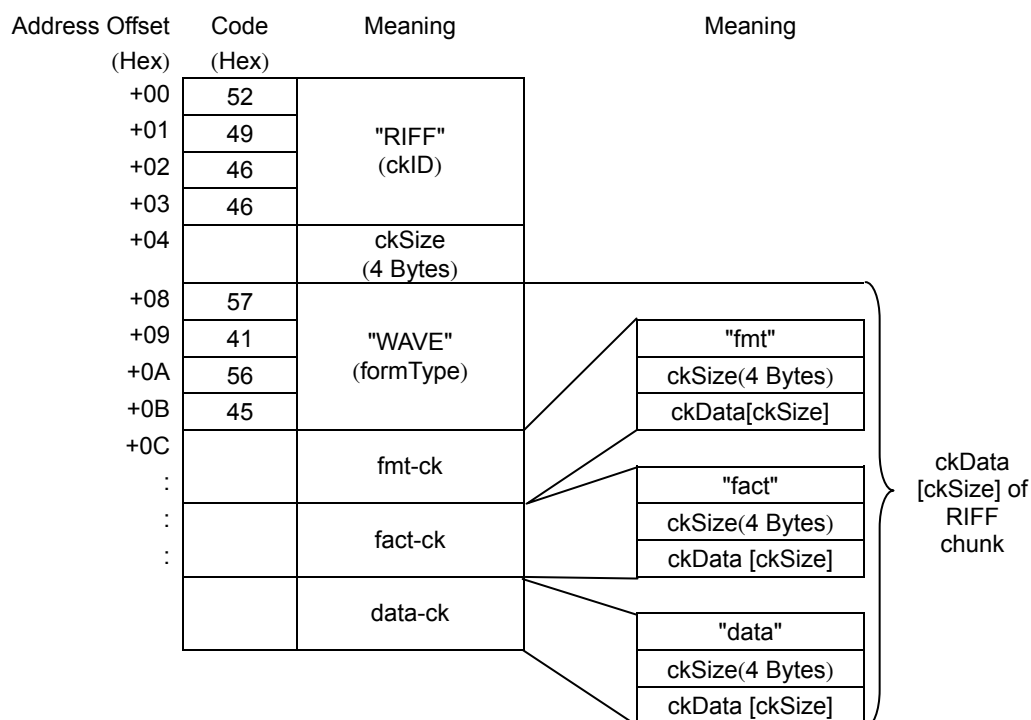 Address Offset Code Meaning Meaning
(Hex) (Hex)
+00 52
+01 49 "RIFF"
+02 46 (ckID)
+03 46
+04 ckSize
(4 Bytes)
+08 57
+09 41 "WAVE" "fmt"
+0A 56 (formType) ckSize(4 Bytes)
+0B 45 ckData[ckSize]
+0C fmt-ck
: "fact"
: fact-ck ckSize(4 Bytes)
: ckData [ckSize]
data-ck "data"
ckSize(4 Bytes)
ckData [ckSize]
ckData
[ckSize] of
RIFF
chunk